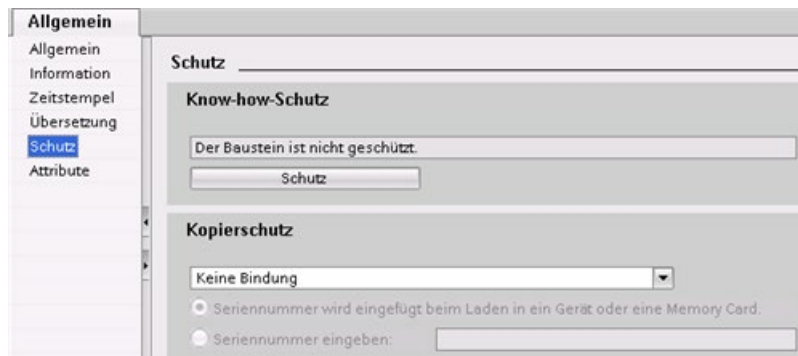 Allgemein
Allgemein
Information
Zeitstempel
Übersetzung
Schutz
Attribute
Schutz
Know-how-Schutz
Der Baustein ist nicht geschützt.
Schutz
Kopierschutz
Keine Bindung
Seriennummer wird eingefügt beim Laden in ein Gerät oder eine Memory Card.
Seriennummer eingeben: